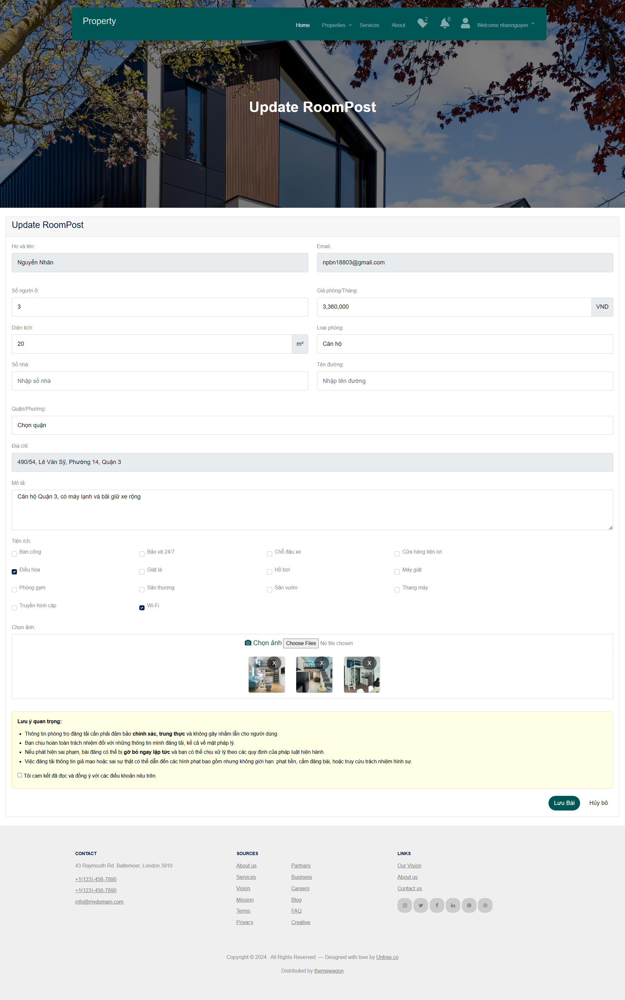 Property
Home Properties Services About 2 0 Welcome nhannguyen
Update RoomPost
Update RoomPost
Họ và tên: Email:
Nguyễn Nhân npbn18803@gmail.com
Số người ở: Giá phòng/Tháng:
3 3,360,000 VND
Diện tích: Loại phòng:
20 m² Căn hộ
Số nhà: Tên đường:
Nhập số nhà Nhập tên đường
Quận/Phường:
Chọn quận
Địa chỉ:
490/54, Lê Văn Sỹ, Phường 14, Quận 3
Mô tả:
Căn hộ Quận 3, có máy lạnh và bãi giữ xe rộng
Tiện ích:
Ban công Bảo vệ 24/7 Chỗ đậu xe Cửa hàng tiện lợi
Điều hòa Giặt là Hồ bơi Máy giặt
Phòng gym Sân thượng Sân vườn Thang máy
Truyền hình cáp Wi-Fi
Chọn ảnh:
Chọn ảnh Choose Files No file chosen
X X X
Lưu ý quan trọng:
Thông tin phòng trọ đăng tải cần phải đảm bảo chính xác, trung thực và không gây nhầm lẫn cho người dùng.
Bạn chịu hoàn toàn trách nhiệm đối với những thông tin mình đăng tải, kể cả về mặt pháp lý.
Nếu phát hiện sai phạm, bài đăng có thể bị gỡ bỏ ngay lập tức và bạn có thể chịu xử lý theo các quy định của pháp luật hiện hành.
Việc đăng tải thông tin giả mạo hoặc sai sự thật có thể dẫn đến các hình phạt bao gồm nhưng không giới hạn: phạt tiền, cấm đăng bài, hoặc truy cứu trách nhiệm hình sự.
Tôi cam kết đã đọc và đồng ý với các điều khoản nêu trên.
Lưu Bài Hủy bỏ
CONTACT
43 Raymouth Rd. Baltemoer, London 3910
+1(123)-456-7890
+1(123)-456-7890
info@mydomain.com
SOURCES
About us Partners
Services Business
Vision Careers
Mission Blog
Terms FAQ
Privacy Creative
LINKS
Our Vision
About us
Contact us
Copyright © 2024 . All Rights Reserved. — Designed with love by Untree.co
Distributed by themewagon